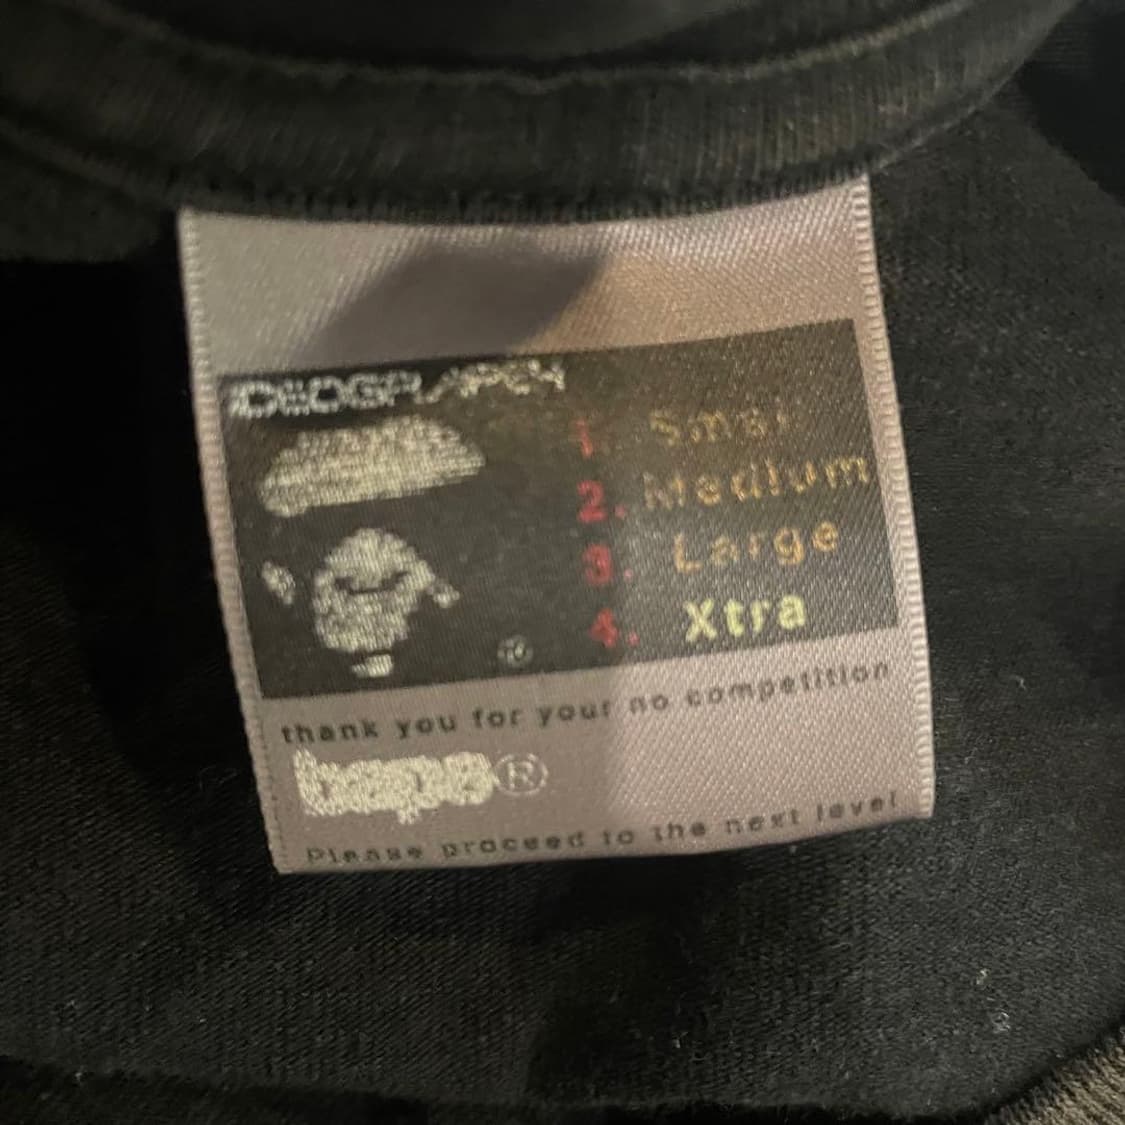 1. Small
2. Medium
3. Large
4. Xtra
thank you for your no competition
®
Please proceed to the next level